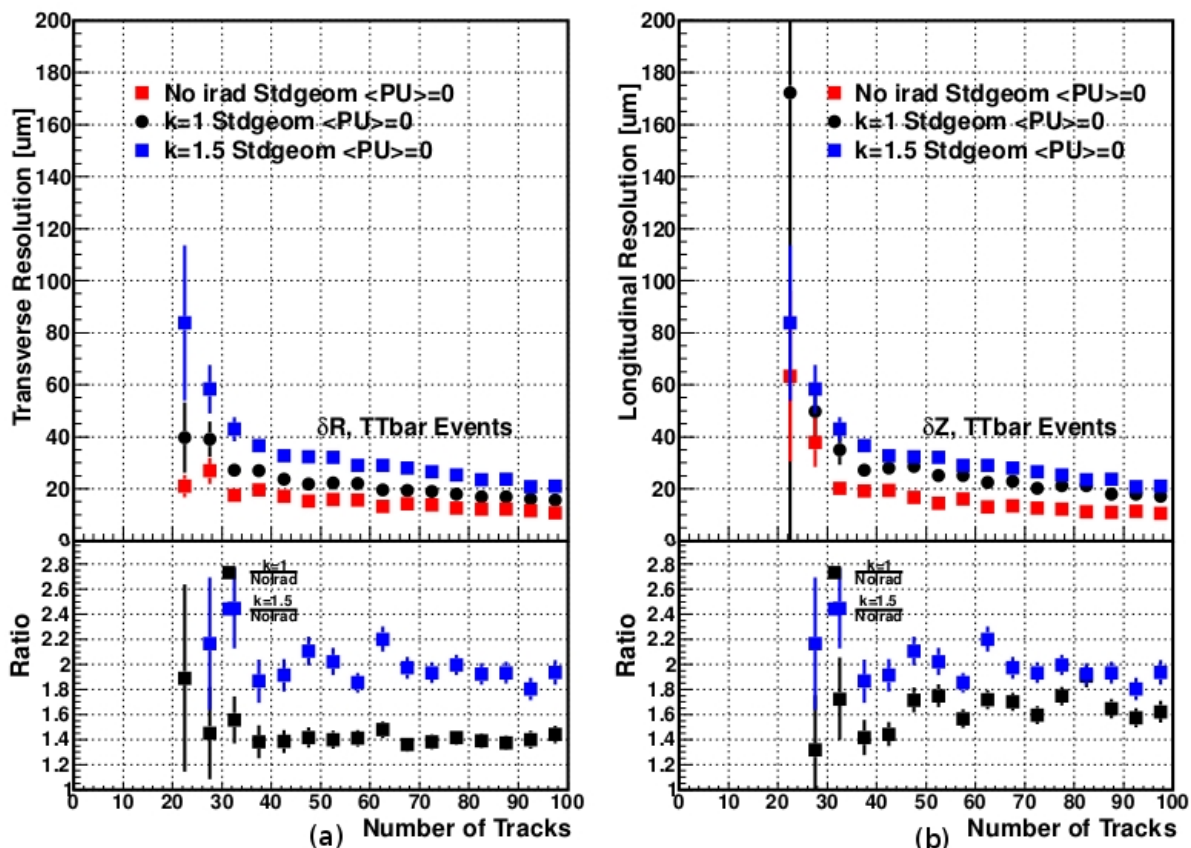 200
180
160
140
120
100
80
60
40
20
0
Transverse Resolution [um]
No irad Stdgeom <PU>=0
k=1 Stdgeom <PU>=0
k=1.5 Stdgeom <PU>=0
δR, TTbar Events
2.8
2.6
2.4
2.2
2
1.8
1.6
1.4
1.2
1
Ratio
k=1
No irad
k=1.5
No irad
0 10 20 30 40 50 60 70 80 90 100
Number of Tracks
(a)
200
180
160
140
120
100
80
60
40
20
0
Longitudinal Resolution [um]
No irad Stdgeom <PU>=0
k=1 Stdgeom <PU>=0
k=1.5 Stdgeom <PU>=0
δZ, TTbar Events
2.8
2.6
2.4
2.2
2
1.8
1.6
1.4
1.2
1
Ratio
k=1
No irad
k=1.5
No irad
0 10 20 30 40 50 60 70 80 90 100
Number of Tracks
(b)